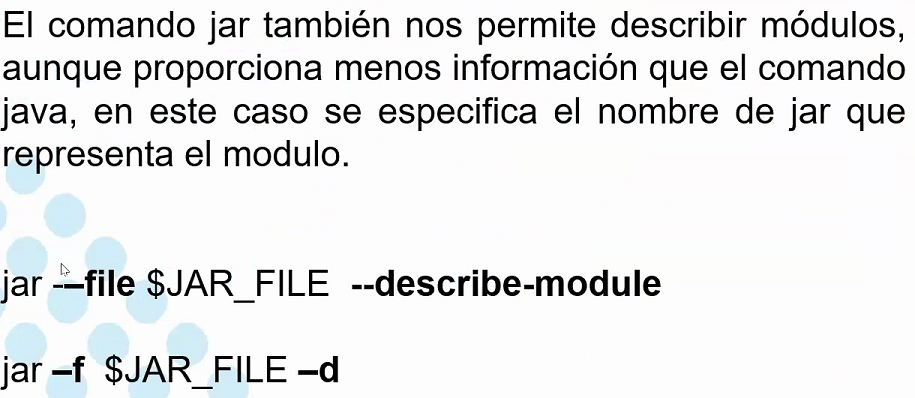 El comando jar también nos permite describir módulos,
aunque proporciona menos información que el comando
java, en este caso se especifica el nombre de jar que
representa el modulo.
jar -–file $JAR_FILE --describe-module
jar –f $JAR_FILE –d